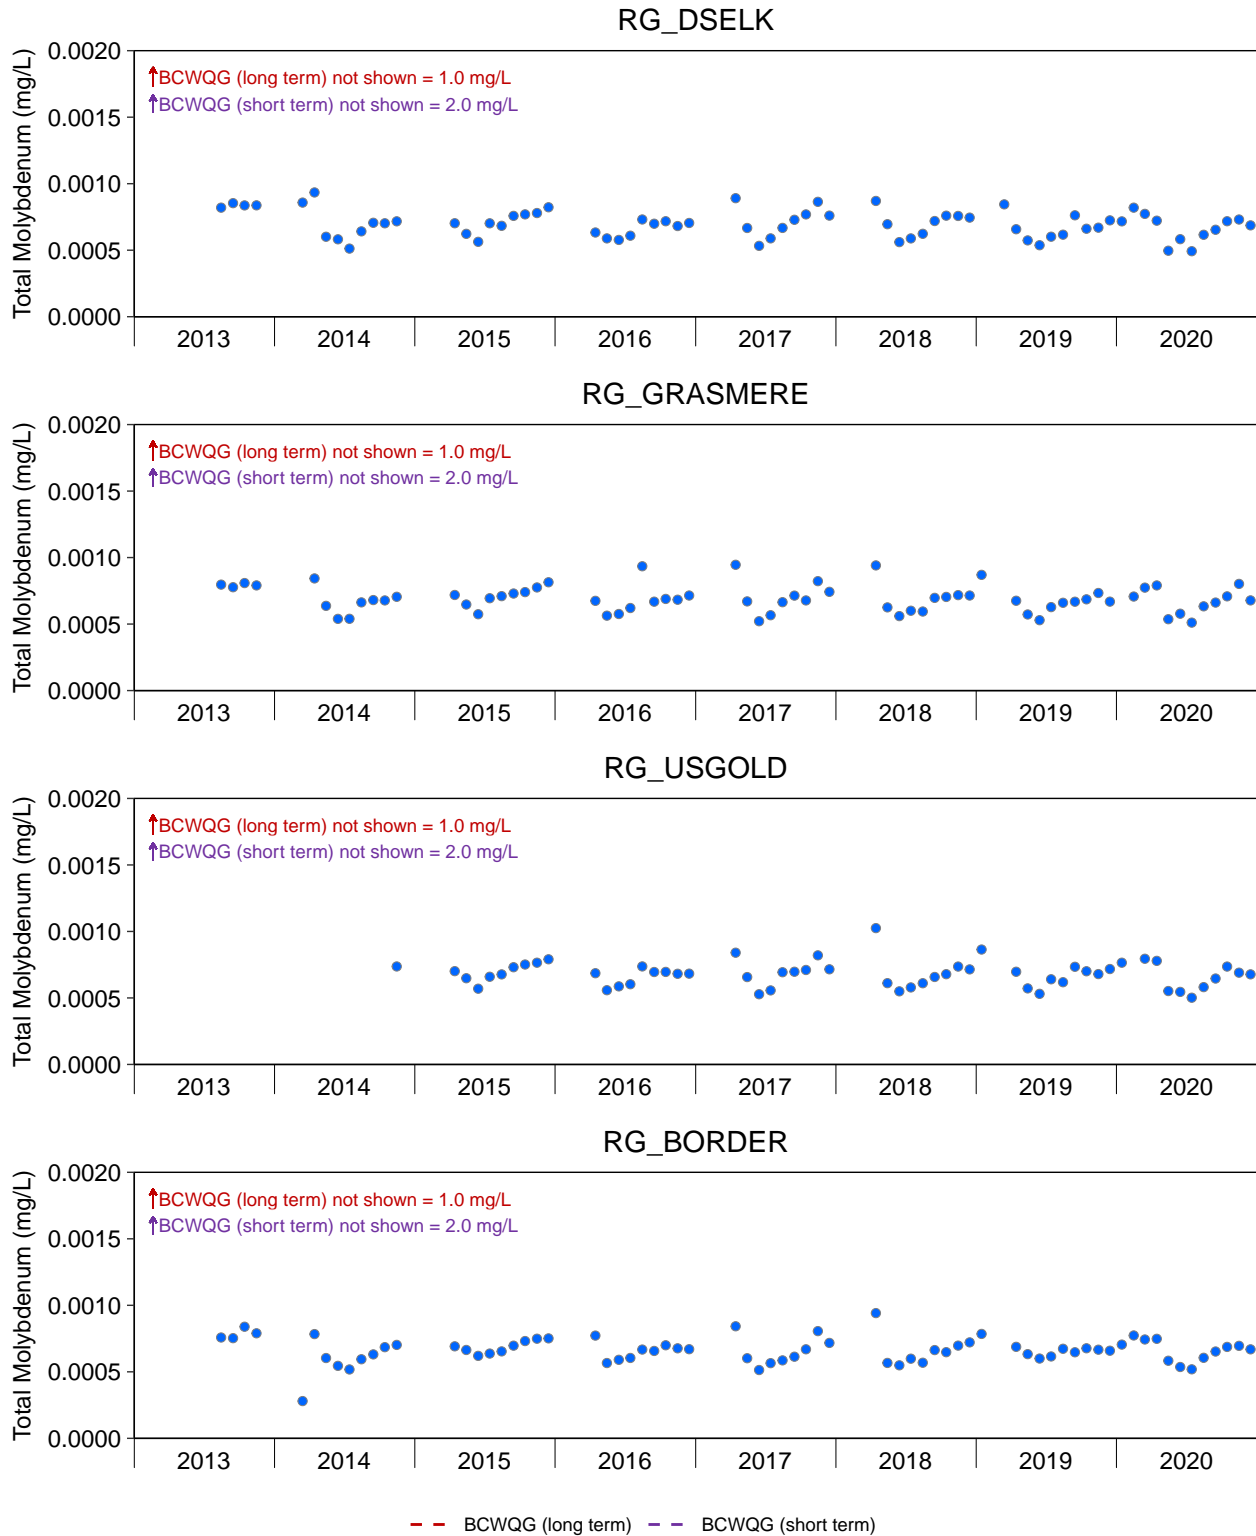 RG_DSELK
Total Molybdenum (mg/L)
0.0020
0.0015
0.0010
0.0005
0.0000
↑BCWQG (long term) not shown = 1.0 mg/L
↑BCWQG (short term) not shown = 2.0 mg/L
2013 2014 2015 2016 2017 2018 2019 2020
RG_GRASMERE
Total Molybdenum (mg/L)
0.0020
0.0015
0.0010
0.0005
0.0000
↑BCWQG (long term) not shown = 1.0 mg/L
↑BCWQG (short term) not shown = 2.0 mg/L
2013 2014 2015 2016 2017 2018 2019 2020
RG_USGOLD
Total Molybdenum (mg/L)
0.0020
0.0015
0.0010
0.0005
0.0000
↑BCWQG (long term) not shown = 1.0 mg/L
↑BCWQG (short term) not shown = 2.0 mg/L
2013 2014 2015 2016 2017 2018 2019 2020
RG_BORDER
Total Molybdenum (mg/L)
0.0020
0.0015
0.0010
0.0005
0.0000
↑BCWQG (long term) not shown = 1.0 mg/L
↑BCWQG (short term) not shown = 2.0 mg/L
2013 2014 2015 2016 2017 2018 2019 2020
BCWQG (long term) BCWQG (short term)